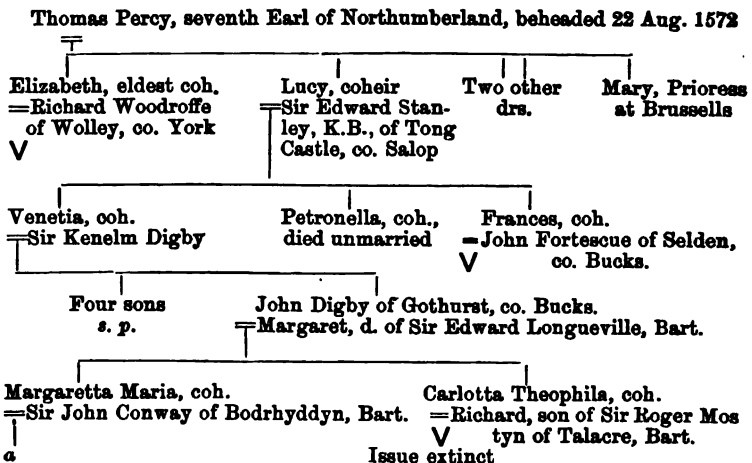 Thomas Percy, seventh Earl of Northumberland, beheaded 22 Aug. 1572
Elizabeth, eldest coh.
=Richard Woodroffe
of Wolley, co. York
V
Lucy, coheir
=Sir Edward Stan-
ley, K.B., of Tong
Castle, co. Salop
Two other
drs.
Mary, Prioress
at Brussells
Venetia, coh.
=Sir Kenelm Digby
Petronella, coh.,
died unmarried
Frances, coh.
=John Fortescue of Selden,
V co. Bucks.
Four sons
s. p.
John Digby of Gothurst, co. Bucks.
=Margaret, d. of Sir Edward Longueville, Bart.
Margaretta Maria, coh.
=Sir John Conway of Bodrhyddyn, Bart.
a
Carlotta Theophila, coh.
=Richard, son of Sir Roger Mos
V tyn of Talacre, Bart.
Issue extinct